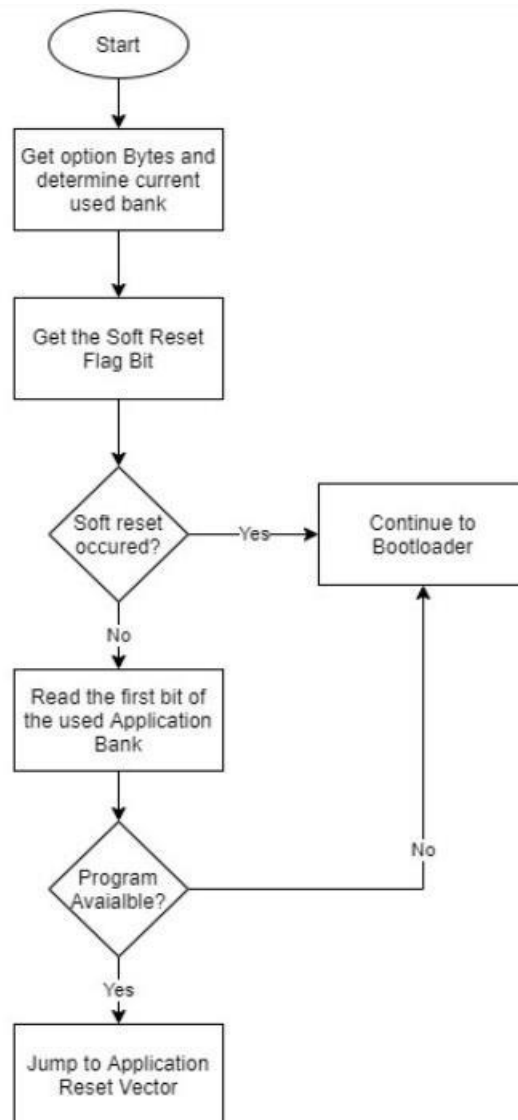 Start
Get option Bytes and
determine current
used bank
Get the Soft Reset
Flag Bit
Soft reset
occured?
Yes
Continue to
Bootloader
No
Read the first bit of
the used Application
Bank
Program
Avaialble?
No
Yes
Jump to Application
Reset Vector